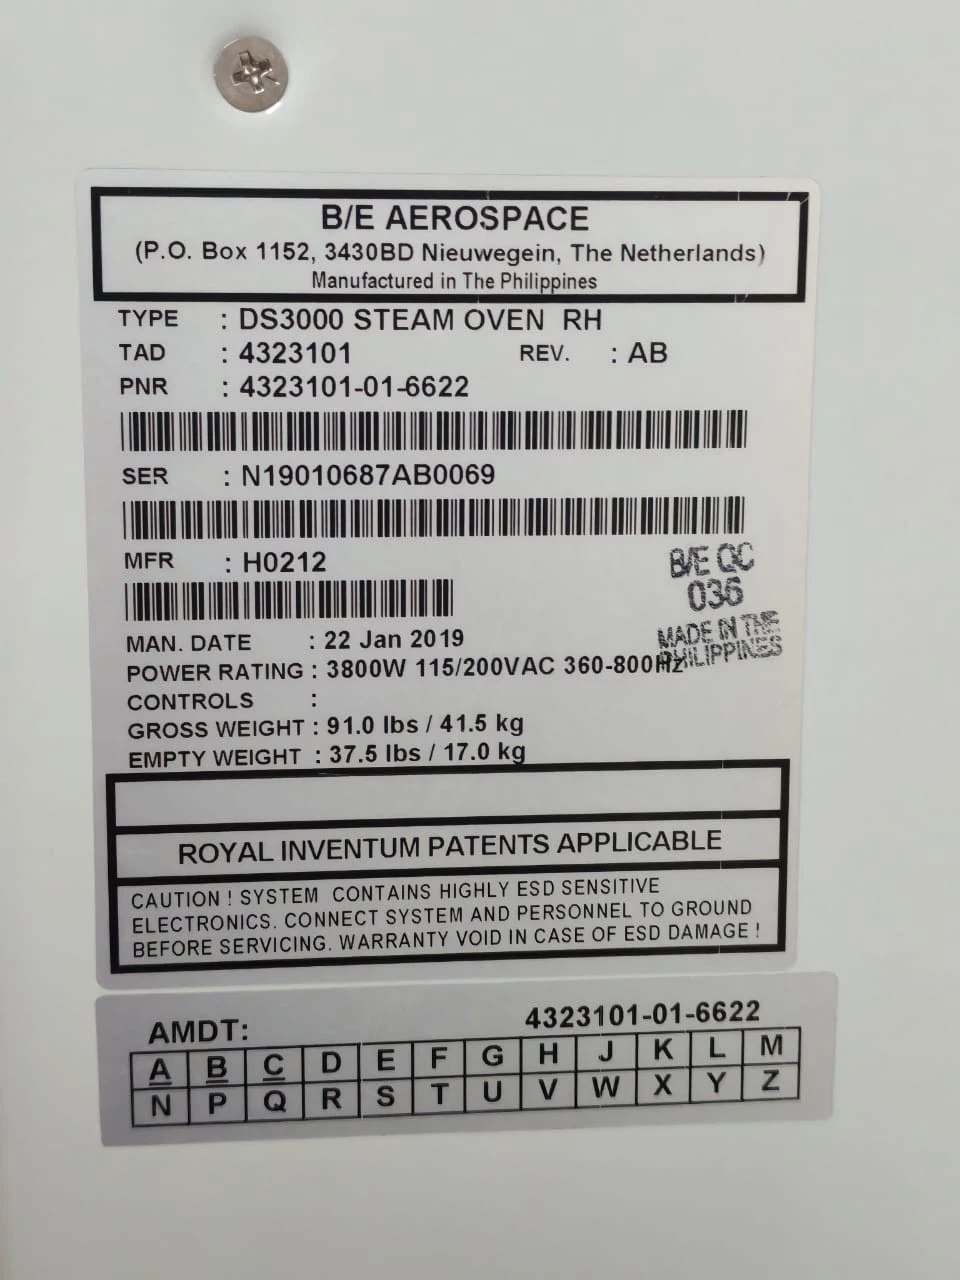 B/E AEROSPACE
(P.O. Box 1152, 3430BD Nieuwegein, The Netherlands)
Manufactured in The Philippines
TYPE : DS3000 STEAM OVEN RH
TAD : 4323101 REV. : AB
PNR : 4323101-01-6622
SER : N19010687AB0069
MFR : H0212
B/E QC
036
MADE IN THE
PHILIPPINES
MAN. DATE : 22 Jan 2019
POWER RATING : 3800W 115/200VAC 360-800Hz
CONTROLS :
GROSS WEIGHT : 91.0 lbs / 41.5 kg
EMPTY WEIGHT : 37.5 lbs / 17.0 kg
ROYAL INVENTUM PATENTS APPLICABLE
CAUTION ! SYSTEM CONTAINS HIGHLY ESD SENSITIVE
ELECTRONICS. CONNECT SYSTEM AND PERSONNEL TO GROUND
BEFORE SERVICING. WARRANTY VOID IN CASE OF ESD DAMAGE !
AMDT: 4323101-01-6622
A B C D E F G H J K L M
N P Q R S T U V W X Y Z